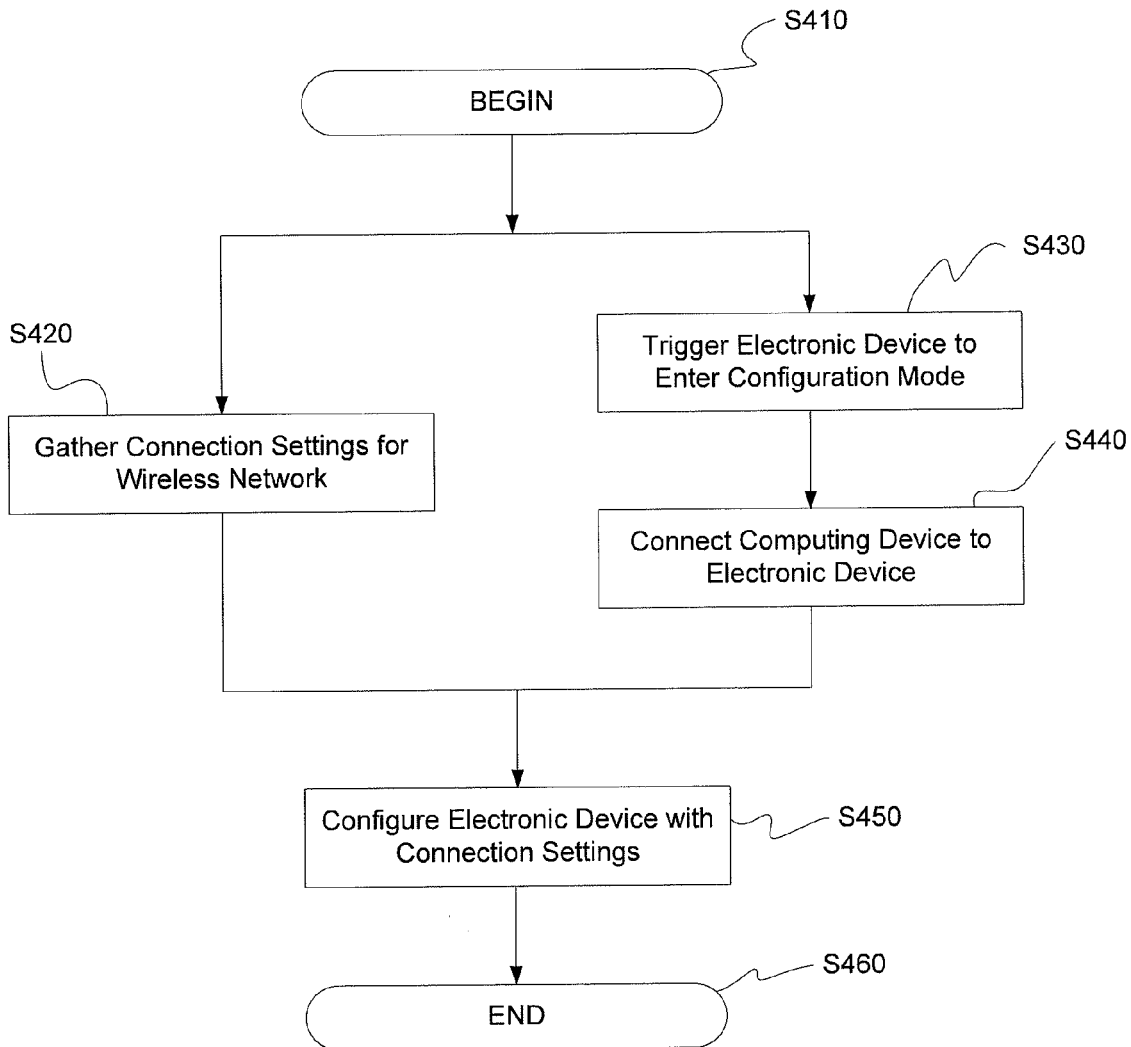 S410
BEGIN
S430
S420
Trigger Electronic Device to
Enter Configuration Mode
Gather Connection Settings for
Wireless Network
S440
Connect Computing Device to
Electronic Device
Configure Electronic Device with
Connection Settings
S450
S460
END